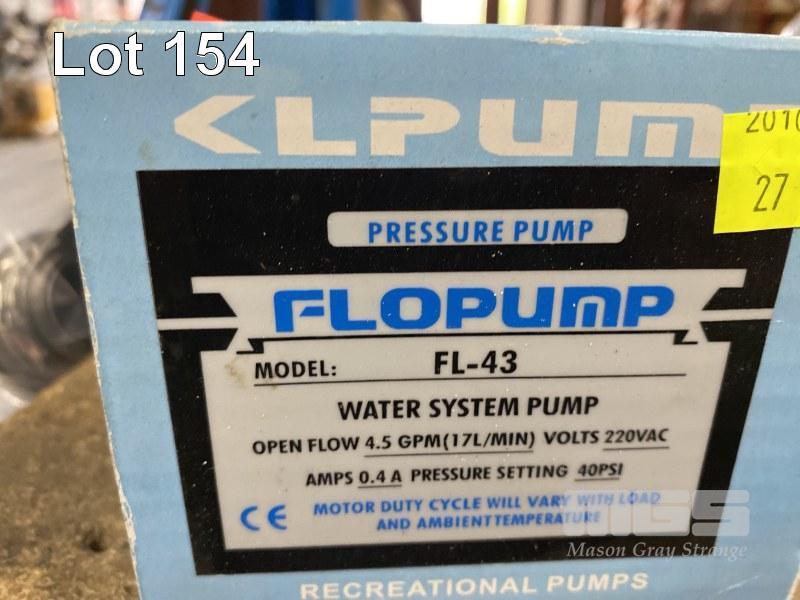 Lot 154
KLPUM
2010
27
PRESSURE PUMP
FLOPUMP
MODEL: FL-43
WATER SYSTEM PUMP
OPEN FLOW 4.5 GPM(17L/MIN) VOLTS 220VAC
AMPS 0.4 A PRESSURE SETTING 40PSI
CE MOTOR DUTY CYCLE WILL VARY WITH LOAD
AND AMBIENT TEMPERATURE
MGS
Mason Gray Strange
RECREATIONAL PUMPS